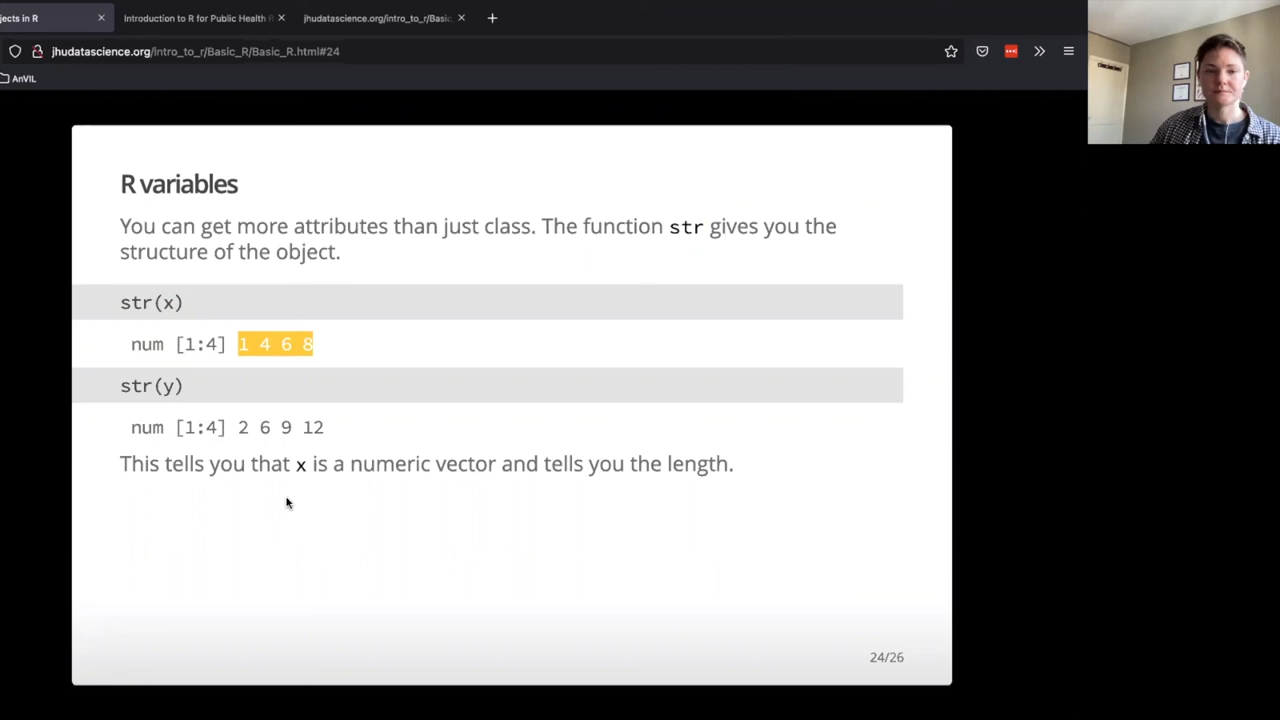 jects in R
Introduction to R for Public Health R
jhudatascience.org/intro_to_r/Basic_
jhudatascience.org/intro_to_r/Basic_R/Basic_R.html#24
AnVIL
R variables
You can get more attributes than just class. The function str gives you the
structure of the object.
str(x)
num [1:4] 1 4 6 8
str(y)
num [1:4] 2 6 9 12
This tells you that x is a numeric vector and tells you the length.
24/26